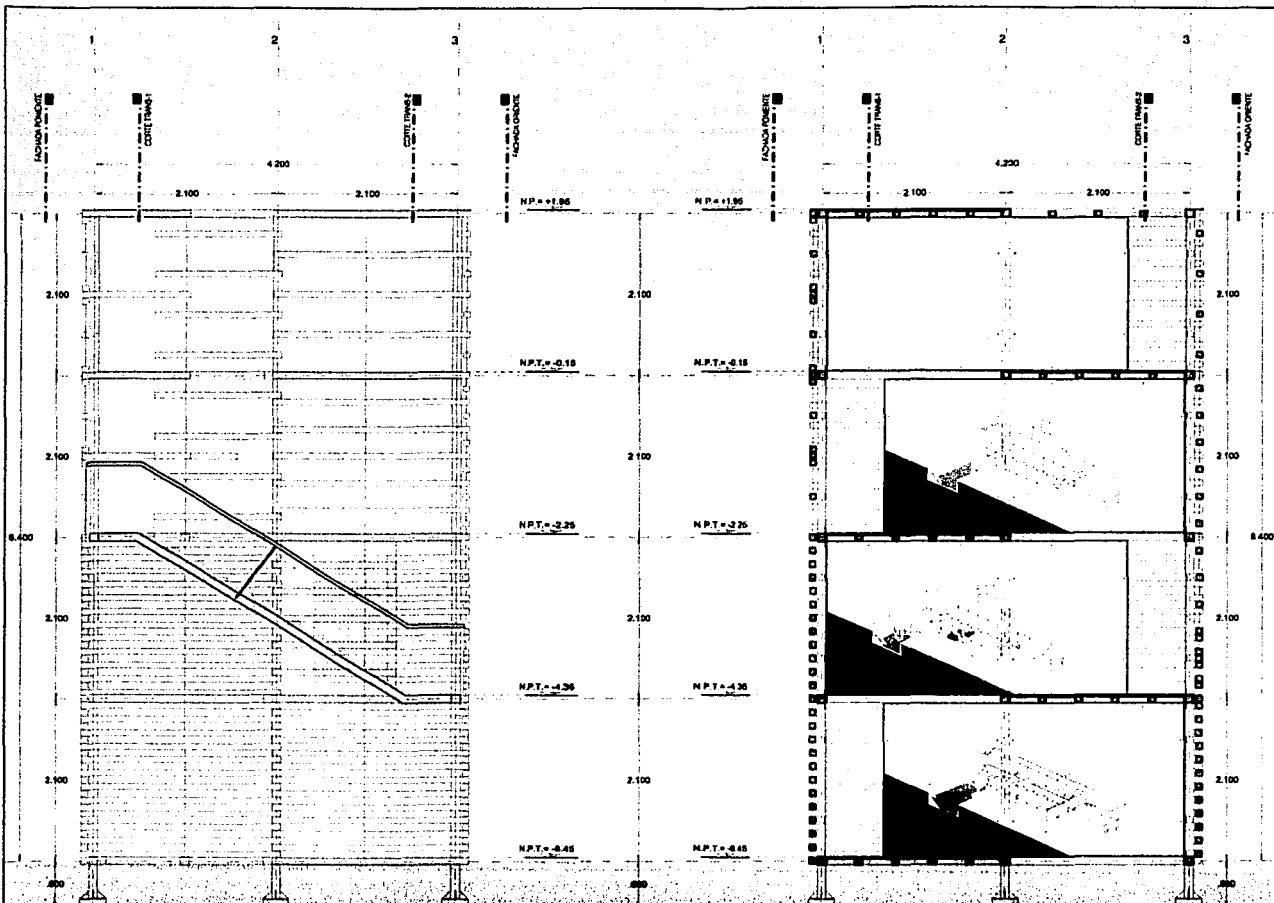 1 2 3 1 2 3
FACHADA PONIENTE
CORTE TRANS-1
CORTE TRANS-2
FACHADA ORIENTE
FACHADA PONIENTE
CORTE TRANS-1
CORTE TRANS-2
FACHADA ORIENTE
4.200 4.200
2.100 2.100 2.100 2.100
N.P.= +1.95 N.P.= +1.95
2.100 2.100 2.100
N.P.T.= -0.15 N.P.T.= -0.15
2.100 2.100 2.100
8.400 N.P.T.= -2.25 N.P.T.= -2.25 8.400
2.100 2.100 2.100
N.P.T.= -4.35 N.P.T.= -4.35
2.100 2.100 2.100
N.P.T.= -6.45 N.P.T.= -6.45